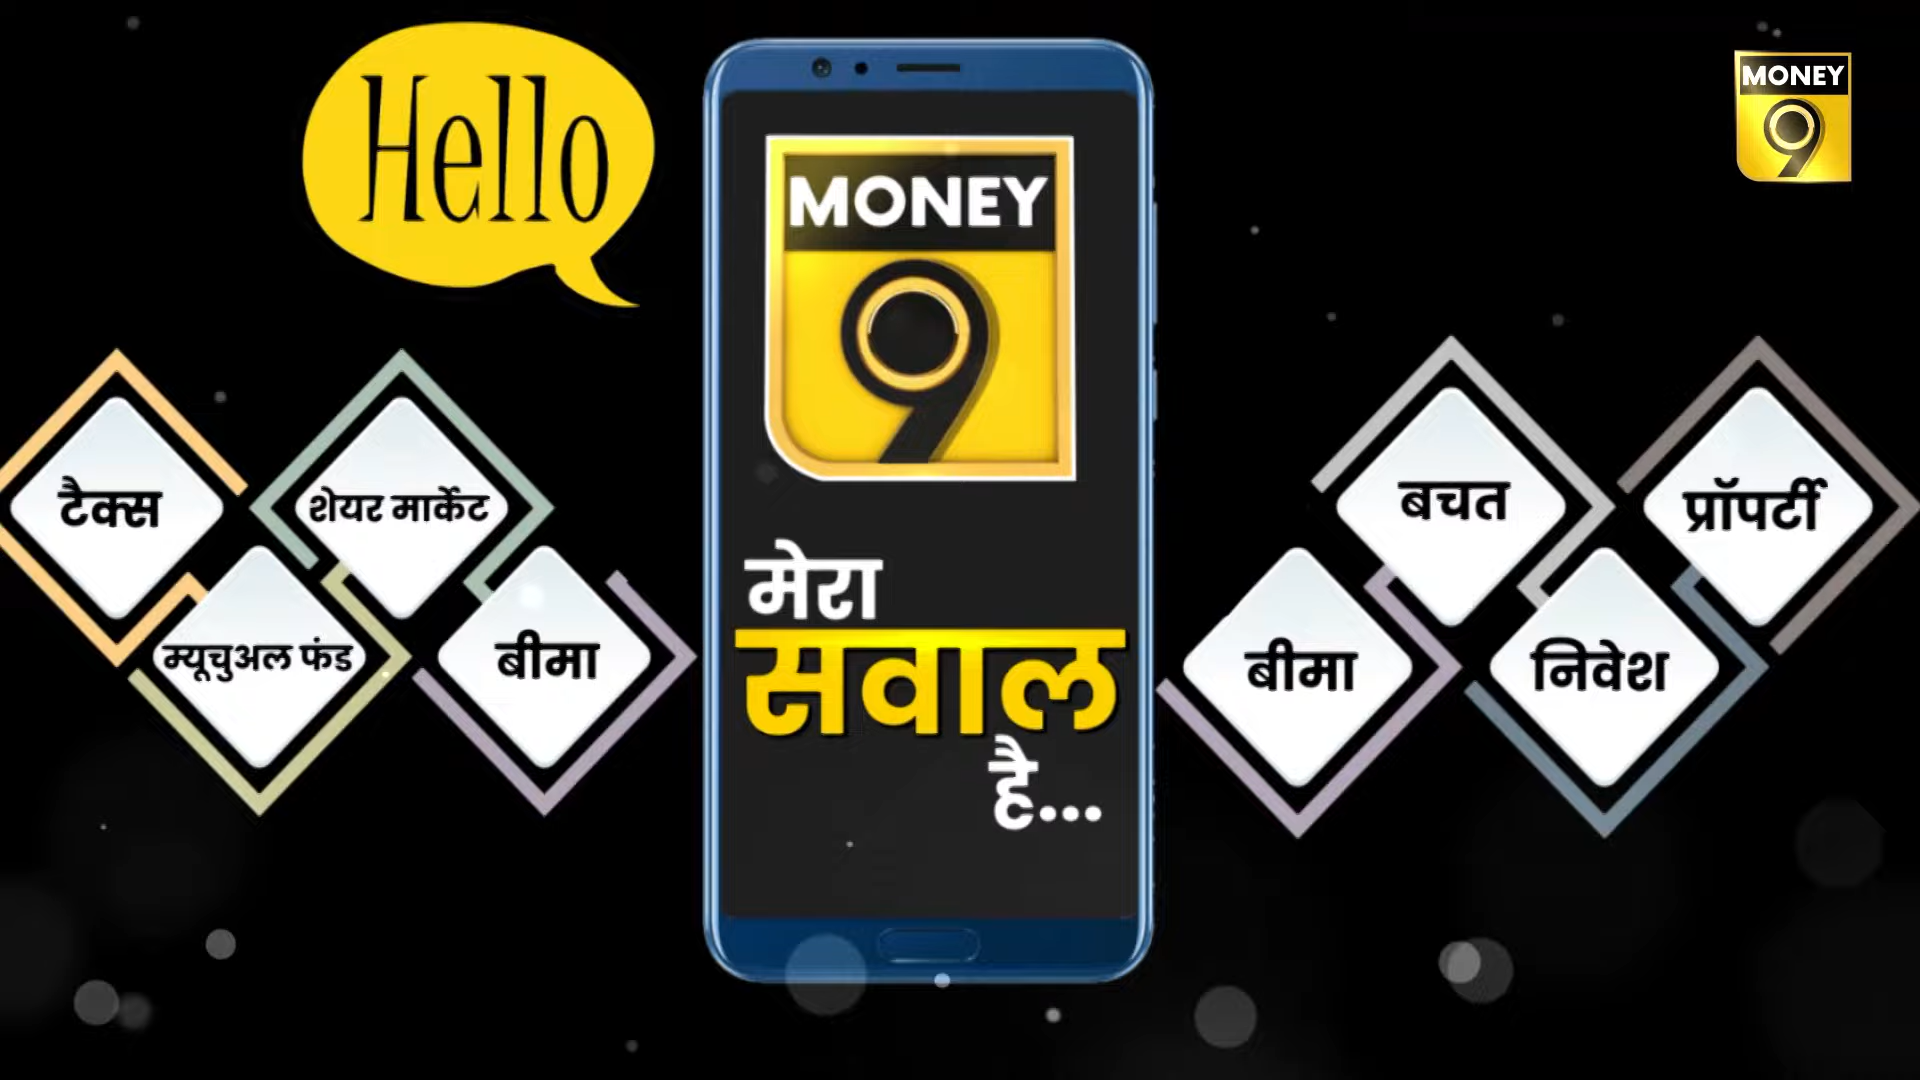 Hello
MONEY
9
MONEY
9
टैक्स
शेयर मार्केट
म्यूचुअल फंड
बीमा
मेरा
सवाल
है...
बचत
प्रॉपर्टी
बीमा
निवेश